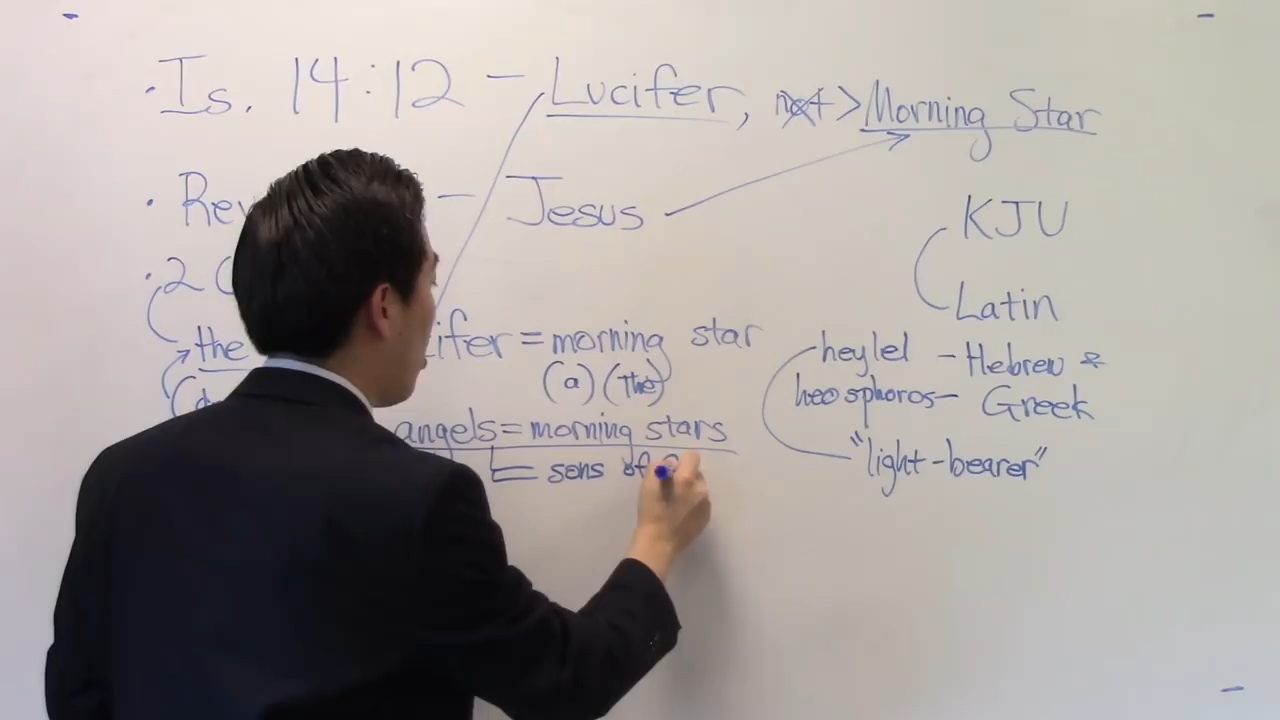 · Is. 14:12 – Lucifer, not > Morning Star
· Rev – Jesus
KJU
· 2 C
Latin
the ifer = morning star
heylel – Hebrew &
(a) (the)
heosphoros – Greek
angels = morning stars
"light-bearer"
= sons of